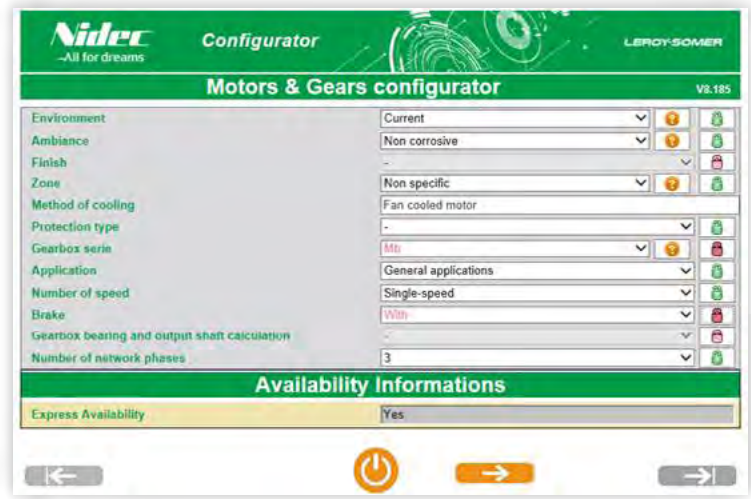 Nidec
-All for dreams
Configurator
LEROY-SOMER
Motors & Gears configurator
V8.185
Environment Current
Ambiance Non corrosive
Finish -
Zone Non specific
Method of cooling Fan cooled motor
Protection type -
Gearbox serie Mb
Application General applications
Number of speed Single-speed
Brake With
Gearbox bearing and output shaft calculation -
Number of network phases 3
Availability Informations
Express Availability Yes